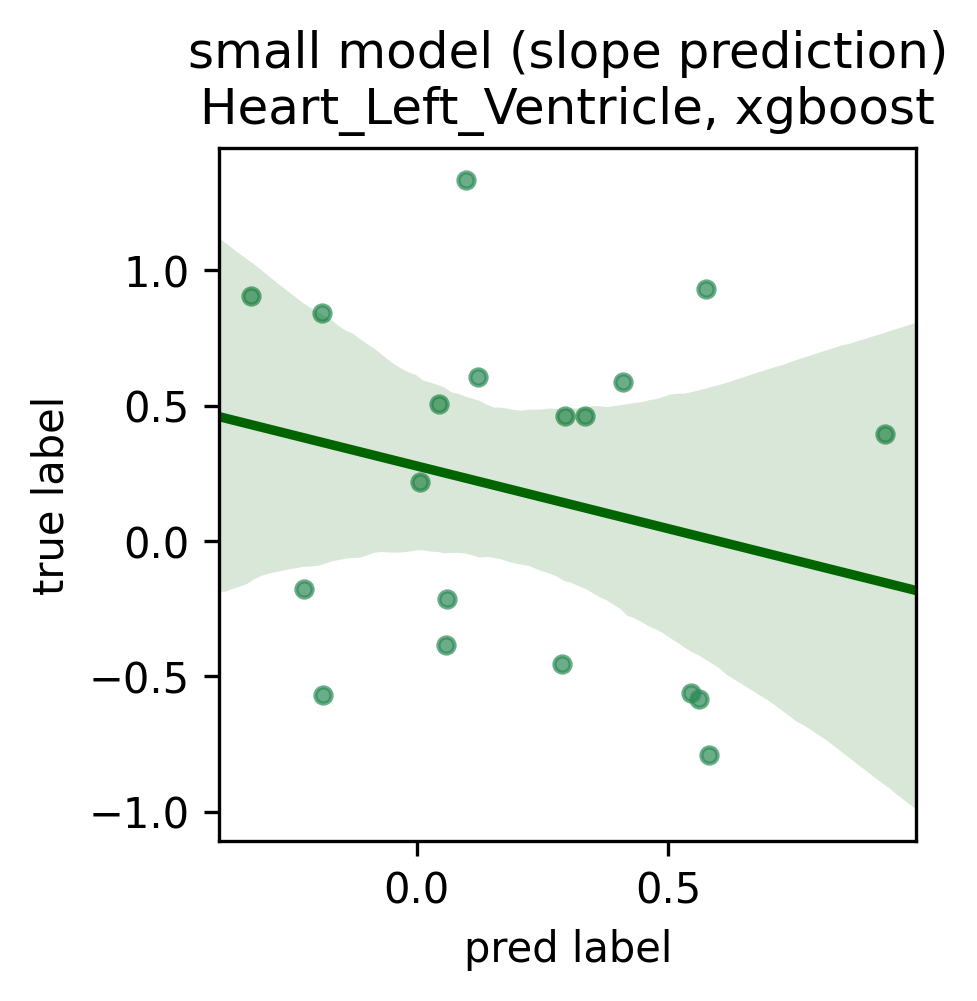 small model (slope prediction)
Heart_Left_Ventricle, xgboost
1.0
0.5
0.0
−0.5
−1.0
true label
0.0 0.5
pred label